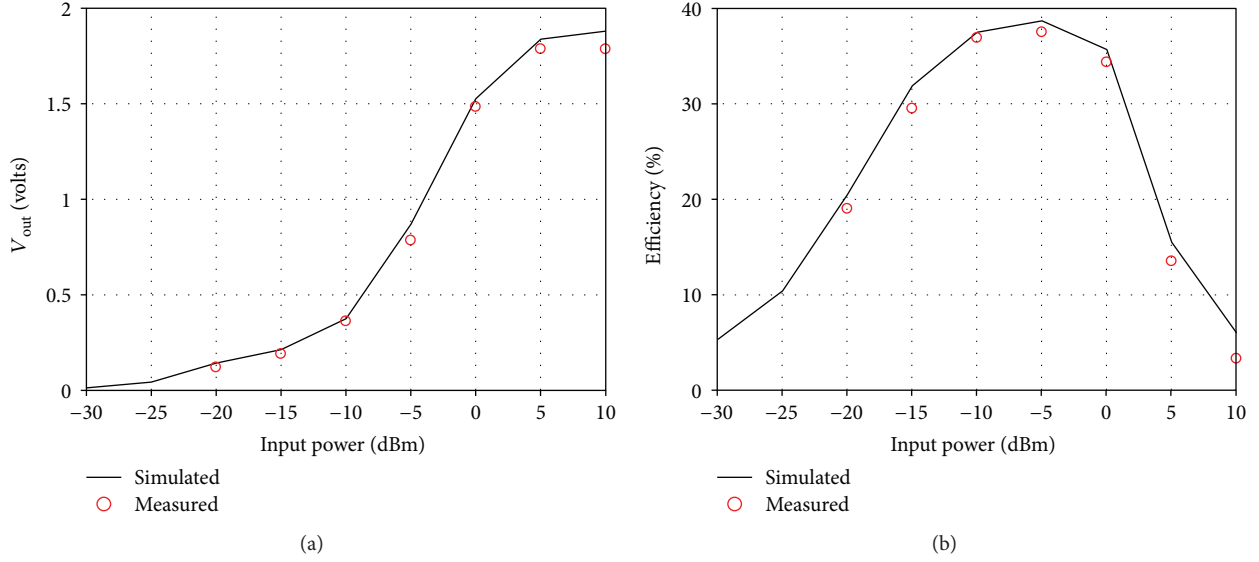 2
1.5
1
0.5
0
V out (volts)
−30 −25 −20 −15 −10 −5 0 5 10
Input power (dBm)
Simulated
Measured
(a)
40
30
20
10
0
Efficiency (%)
−30 −25 −20 −15 −10 −5 0 5 10
Input power (dBm)
Simulated
Measured
(b)